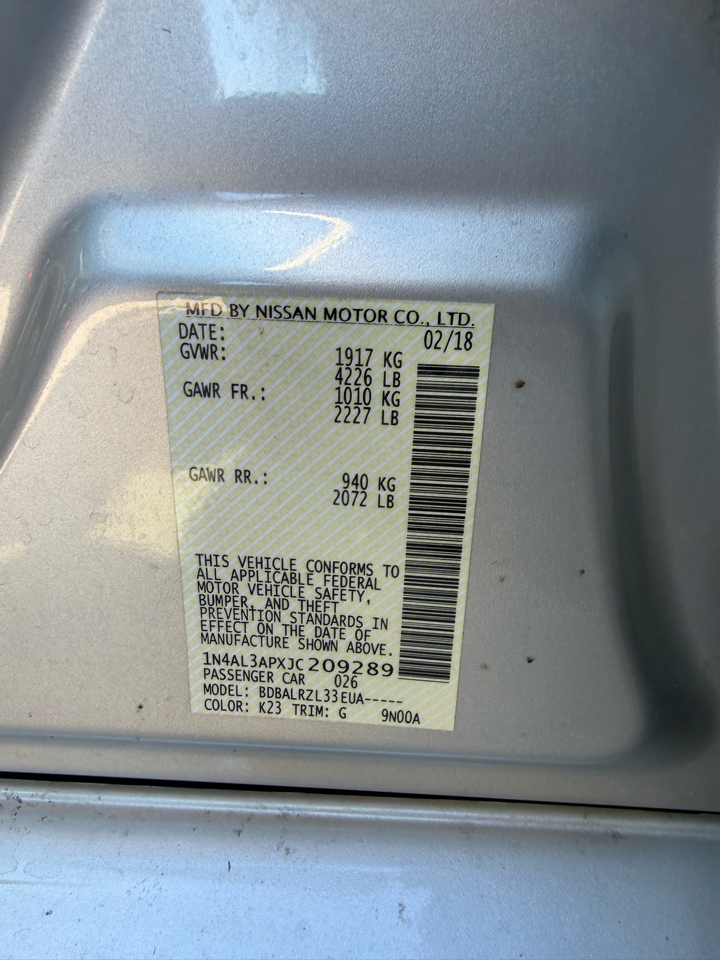 MFD BY NISSAN MOTOR CO., LTD.
DATE: 02/18
GVWR: 1917 KG
4226 LB
GAWR FR.: 1010 KG
2227 LB
GAWR RR.: 940 KG
2072 LB
THIS VEHICLE CONFORMS TO
ALL APPLICABLE FEDERAL
MOTOR VEHICLE SAFETY,
BUMPER, AND THEFT
PREVENTION STANDARDS IN
EFFECT ON THE DATE OF
MANUFACTURE SHOWN ABOVE.
1N4AL3APXJC209289
PASSENGER CAR 026
MODEL: BDBALRZL33EUA-----
COLOR: K23 TRIM: G 9N00A